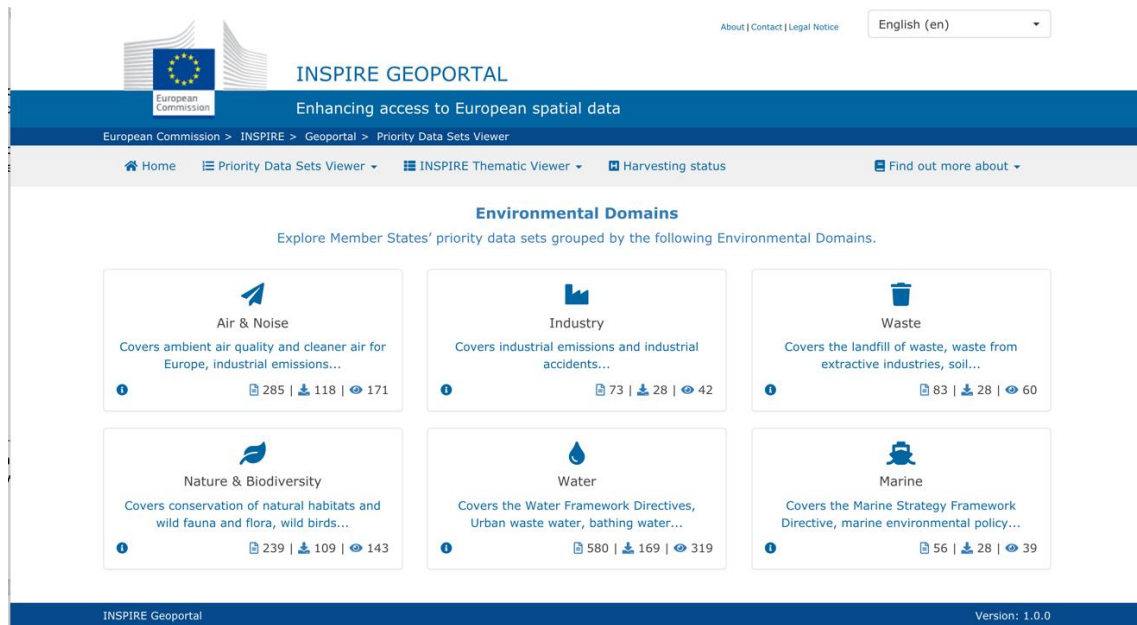 About | Contact | Legal Notice
English (en)
European
Commission
INSPIRE GEOPORTAL
Enhancing access to European spatial data
European Commission > INSPIRE > Geoportal > Priority Data Sets Viewer
Home Priority Data Sets Viewer INSPIRE Thematic Viewer Harvesting status Find out more about
Environmental Domains
Explore Member States' priority data sets grouped by the following Environmental Domains.
Air & Noise
Covers ambient air quality and cleaner air for
Europe, industrial emissions...
285 | 118 | 171
Industry
Covers industrial emissions and industrial
accidents...
73 | 28 | 42
Waste
Covers the landfill of waste, waste from
extractive industries, soil...
83 | 28 | 60
Nature & Biodiversity
Covers conservation of natural habitats and
wild fauna and flora, wild birds...
239 | 109 | 143
Water
Covers the Water Framework Directives,
Urban waste water, bathing water...
580 | 169 | 319
Marine
Covers the Marine Strategy Framework
Directive, marine environmental policy...
56 | 28 | 39
INSPIRE Geoportal Version: 1.0.0